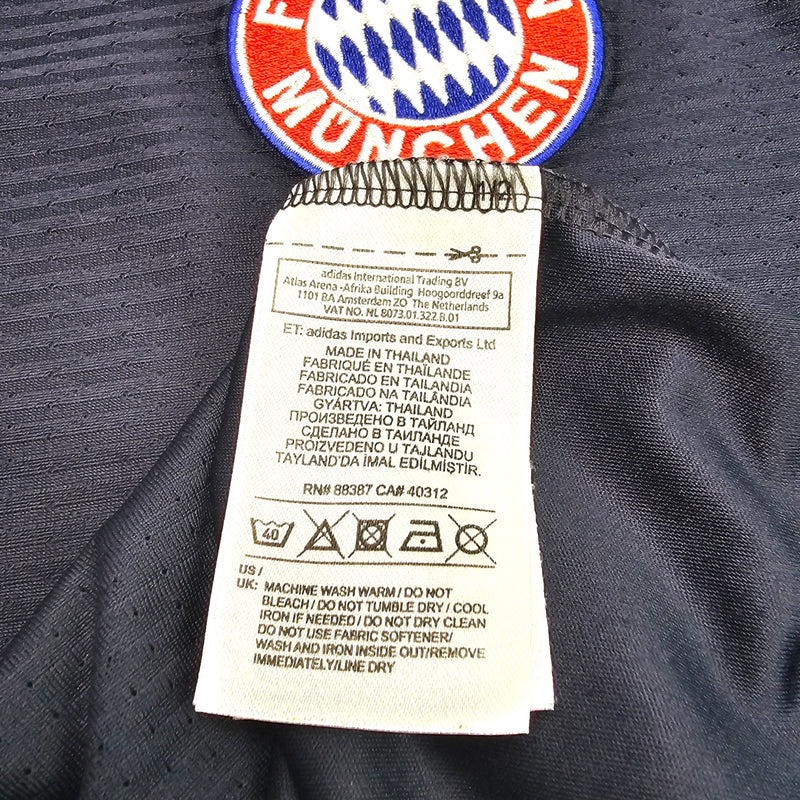 MÜNCHEN
adidas International Trading BV
Atlas Arena -Afrika Building Hoogoorddreef 9a
1101 BA Amsterdam ZO The Netherlands
VAT NO. NL 8073.01.322.B.01
ET: adidas Imports and Exports Ltd
MADE IN THAILAND
FABRIQUÉ EN THAÏLANDE
FABRICADO EN TAILANDIA
FABRICADO NA TAILÂNDIA
GYÁRTVA: THAILAND
ПРОИЗВЕДЕНО В ТАЙЛАНД
СДЕЛАНО В ТАИЛАНДЕ
PROIZVEDENO U TAJLANDU
TAYLAND'DA İMAL EDİLMİŞTİR.
RN# 88387 CA# 40312
40
US /
UK: MACHINE WASH WARM / DO NOT
BLEACH / DO NOT TUMBLE DRY / COOL
IRON IF NEEDED / DO NOT DRY CLEAN
DO NOT USE FABRIC SOFTENER/
WASH AND IRON INSIDE OUT/REMOVE
IMMEDIATELY/LINE DRY